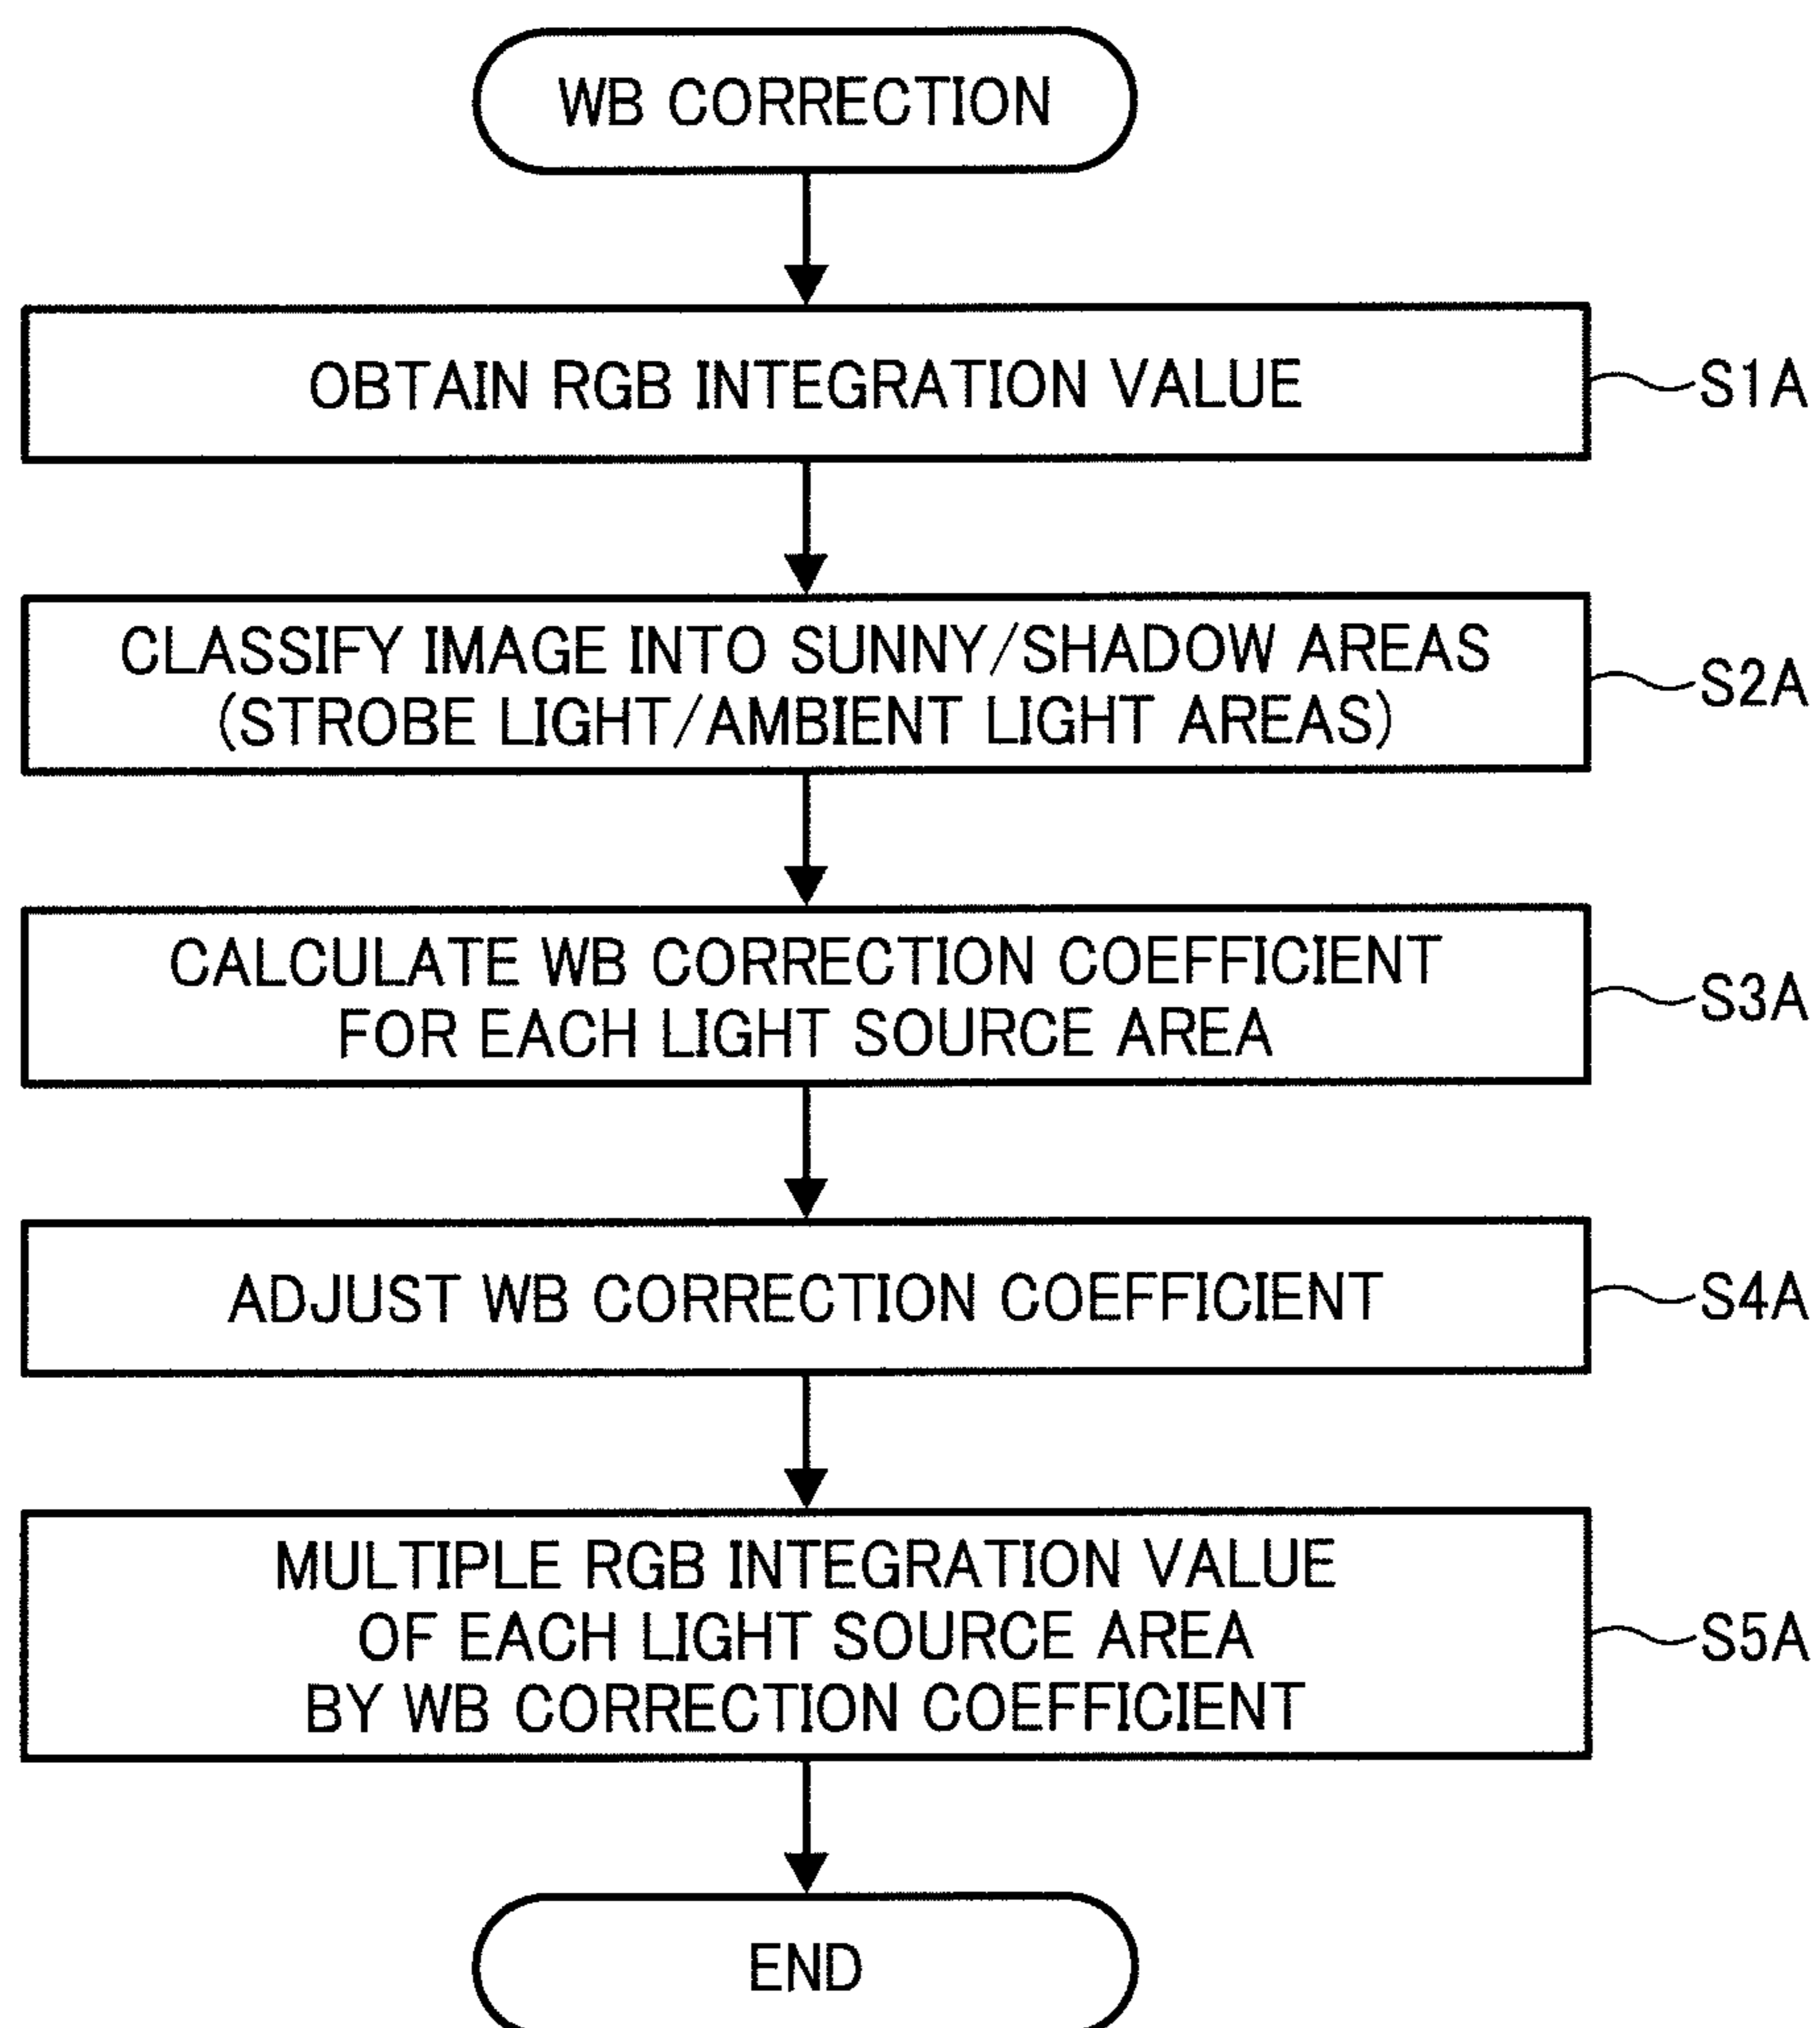 WB CORRECTION
OBTAIN RGB INTEGRATION VALUE
S1A
CLASSIFY IMAGE INTO SUNNY/SHADOW AREAS
(STROBE LIGHT/AMBIENT LIGHT AREAS)
S2A
CALCULATE WB CORRECTION COEFFICIENT
FOR EACH LIGHT SOURCE AREA
S3A
ADJUST WB CORRECTION COEFFICIENT
S4A
MULTIPLE RGB INTEGRATION VALUE
OF EACH LIGHT SOURCE AREA
BY WB CORRECTION COEFFICIENT
S5A
END